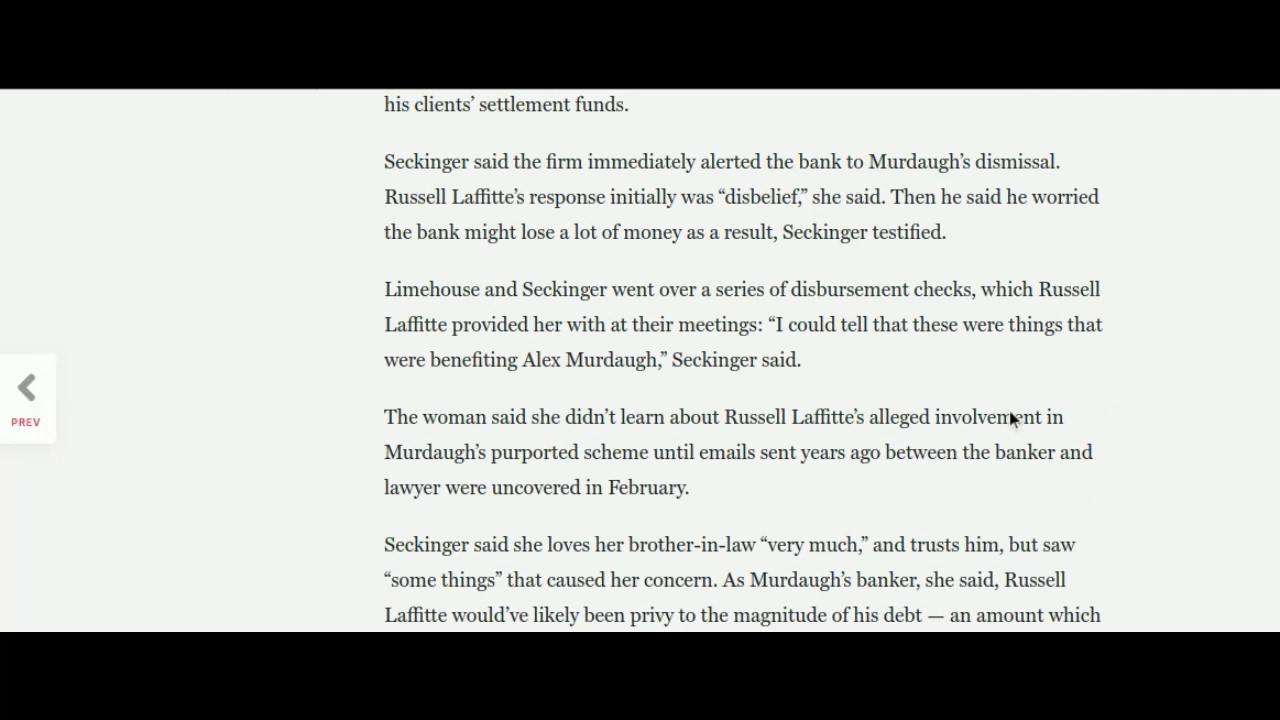 his clients’ settlement funds.
Seckinger said the firm immediately alerted the bank to Murdaugh’s dismissal.
Russell Laffitte’s response initially was “disbelief,” she said. Then he said he worried
the bank might lose a lot of money as a result, Seckinger testified.
Limehouse and Seckinger went over a series of disbursement checks, which Russell
Laffitte provided her with at their meetings: “I could tell that these were things that
were benefiting Alex Murdaugh,” Seckinger said.
PREV
The woman said she didn’t learn about Russell Laffitte’s alleged involvement in
Murdaugh’s purported scheme until emails sent years ago between the banker and
lawyer were uncovered in February.
Seckinger said she loves her brother-in-law “very much,” and trusts him, but saw
“some things” that caused her concern. As Murdaugh’s banker, she said, Russell
Laffitte would’ve likely been privy to the magnitude of his debt — an amount which